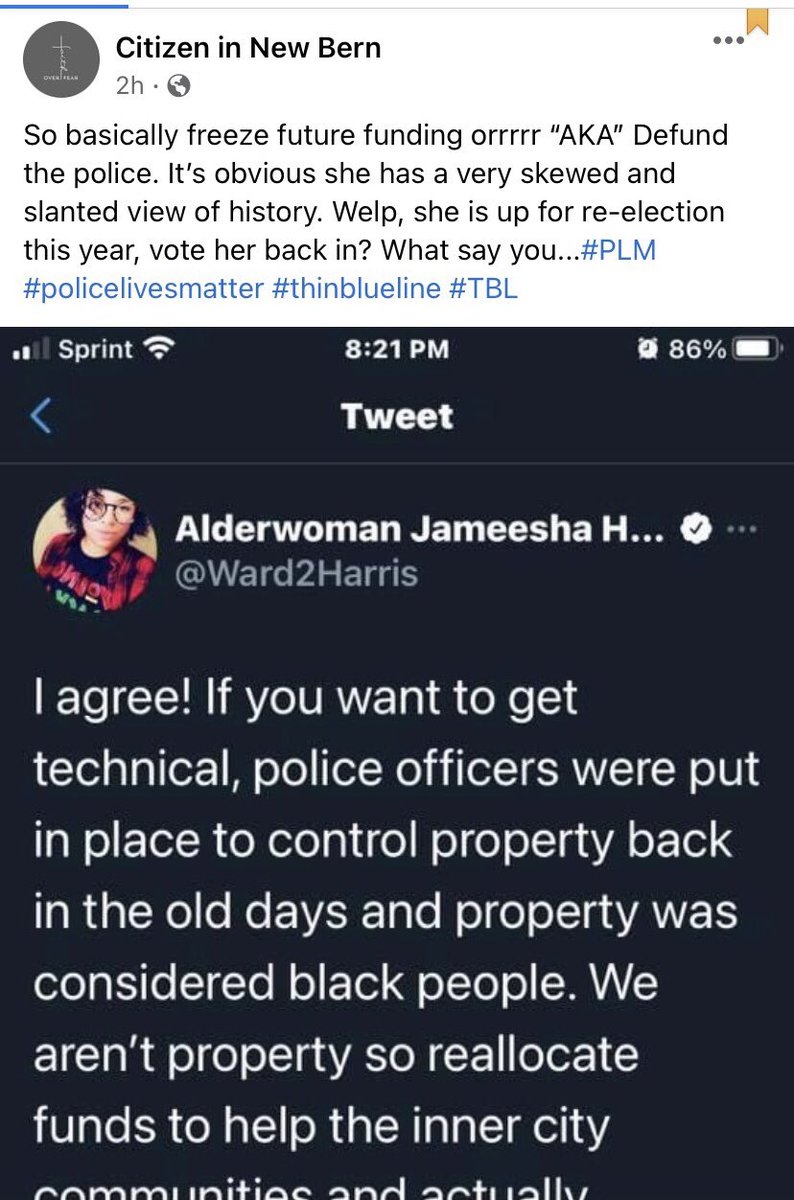 Citizen in New Bern
2h ·
So basically freeze future funding orrrrr “AKA” Defund
the police. It’s obvious she has a very skewed and
slanted view of history. Welp, she is up for re-election
this year, vote her back in? What say you...#PLM
#policelivesmatter #thinblueline #TBL
Sprint 8:21 PM 86%
Tweet
Alderwoman Jameesha H...
@Ward2Harris
I agree! If you want to get
technical, police officers were put
in place to control property back
in the old days and property was
considered black people. We
aren’t property so reallocate
funds to help the inner city
communities and actually